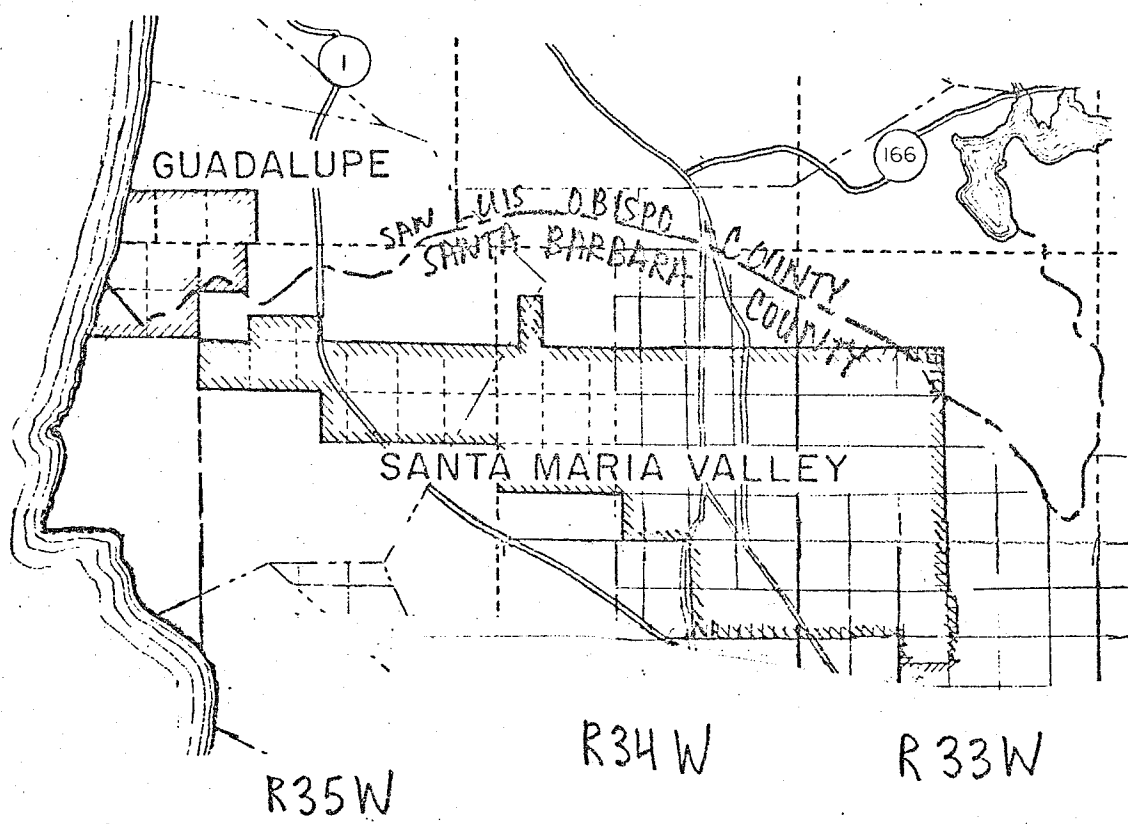 1
GUADALUPE
166
SAN LUIS OBISPO COUNTY
SANTA BARBARA COUNTY
SANTA MARIA VALLEY
R34W
R33W
R35W